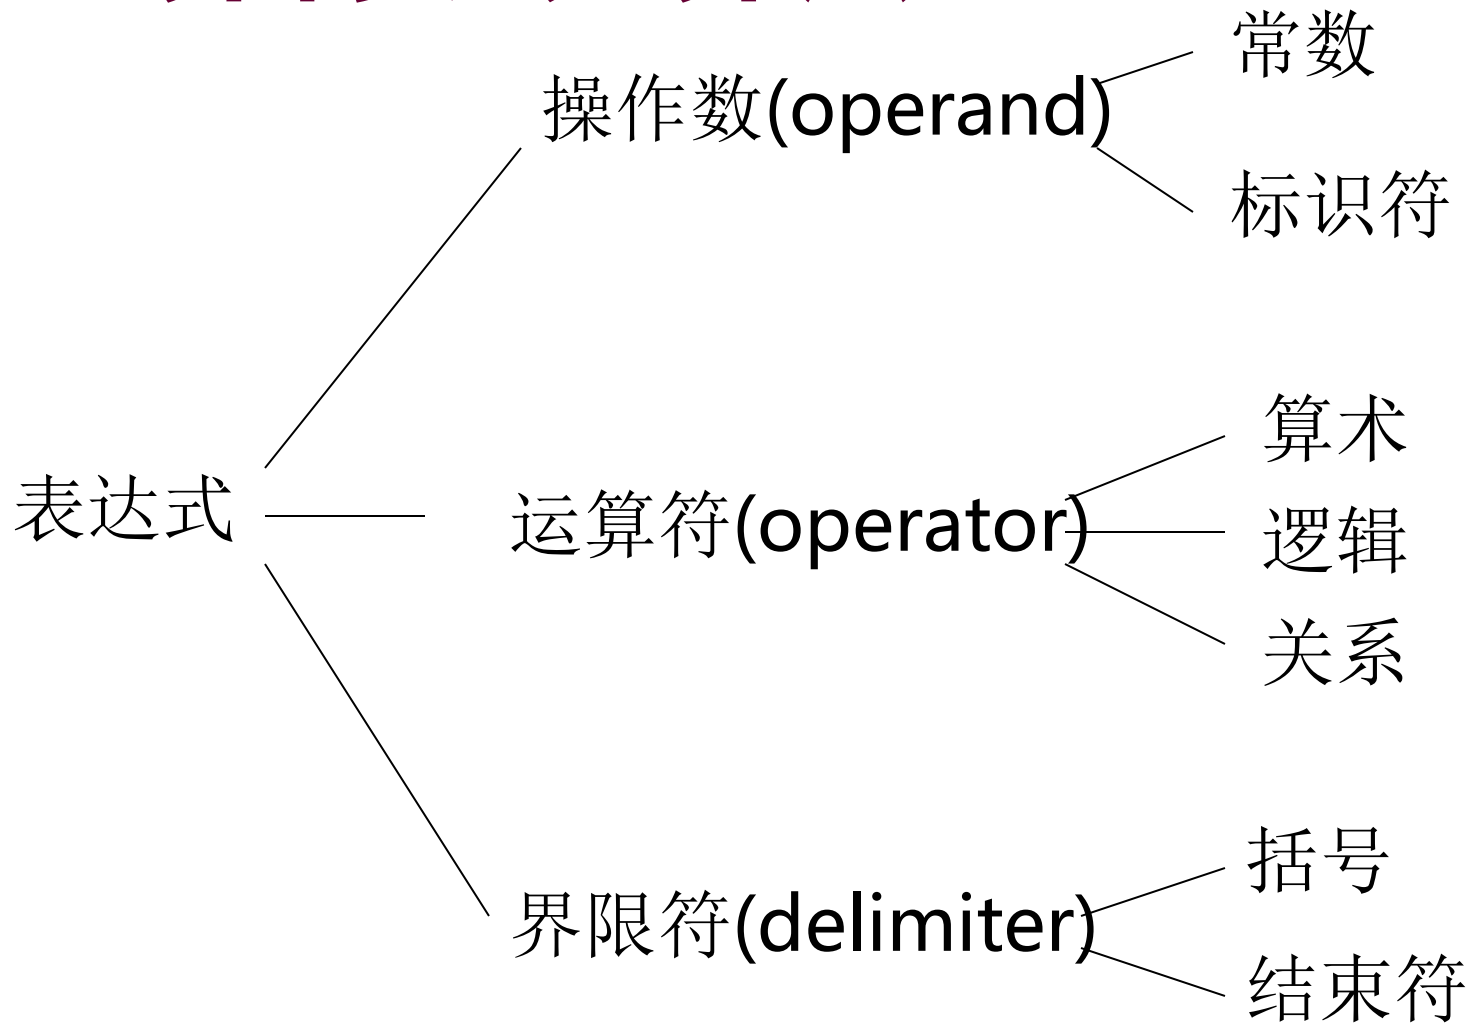 常数
操作数(operand)
标识符
算术
表达式
运算符(operator)
逻辑
关系
括号
界限符(delimiter)
结束符